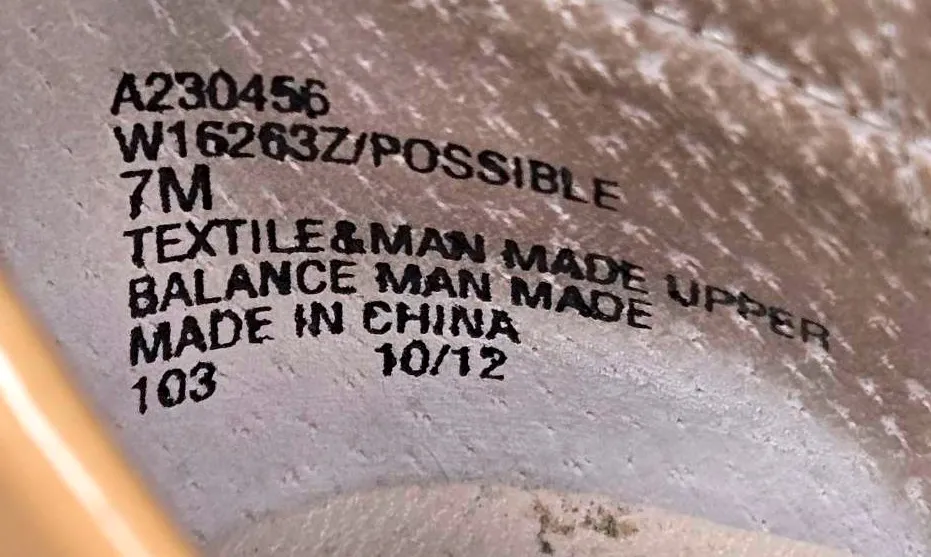 A230456
W16263Z/POSSIBLE
7M
TEXTILE&MAN MADE UPPER
BALANCE MAN MADE
MADE IN CHINA
103 10/12